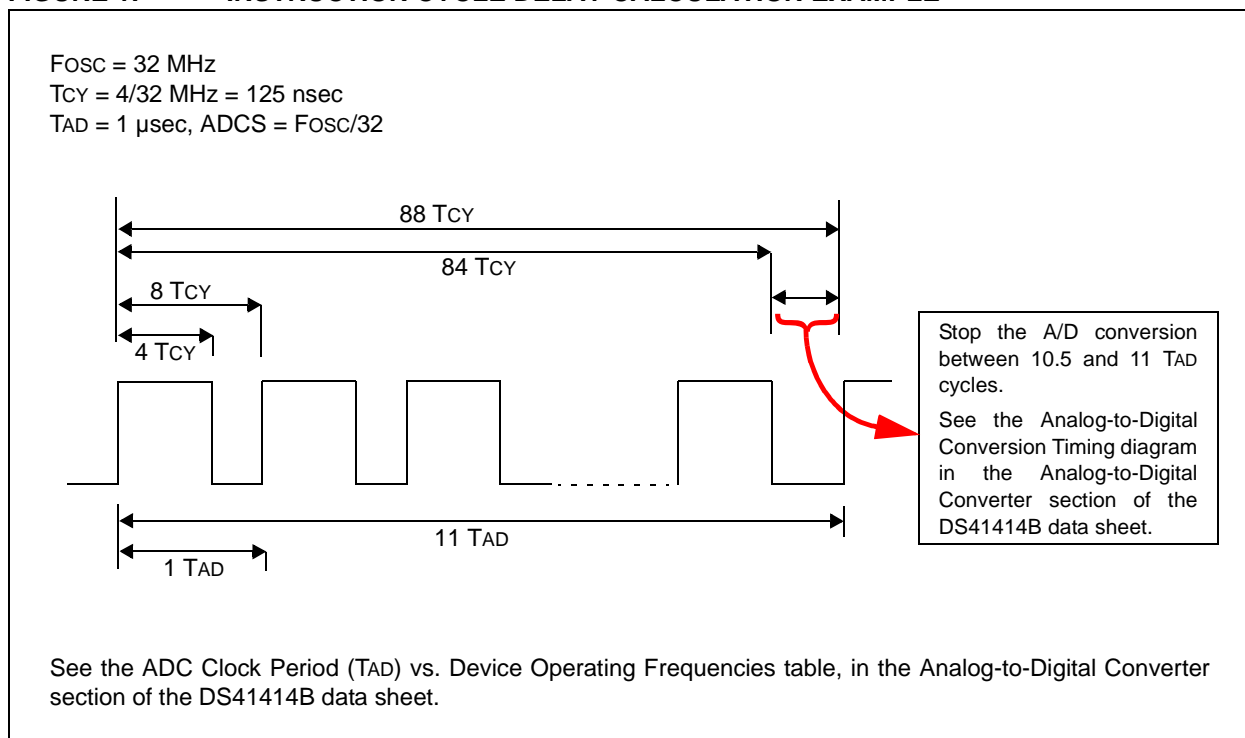 FOSC = 32 MHz
TCY = 4/32 MHz = 125 nsec
TAD = 1 µsec, ADCS = FOSC/32
88 TCY
84 TCY
8 TCY
4 TCY
Stop the A/D conversion
between 10.5 and 11 TAD
cycles.
See the Analog-to-Digital
Conversion Timing diagram
in the Analog-to-Digital
Converter section of the
DS41414B data sheet.
11 TAD
1 TAD
See the ADC Clock Period (TAD) vs. Device Operating Frequencies table, in the Analog-to-Digital Converter
section of the DS41414B data sheet.